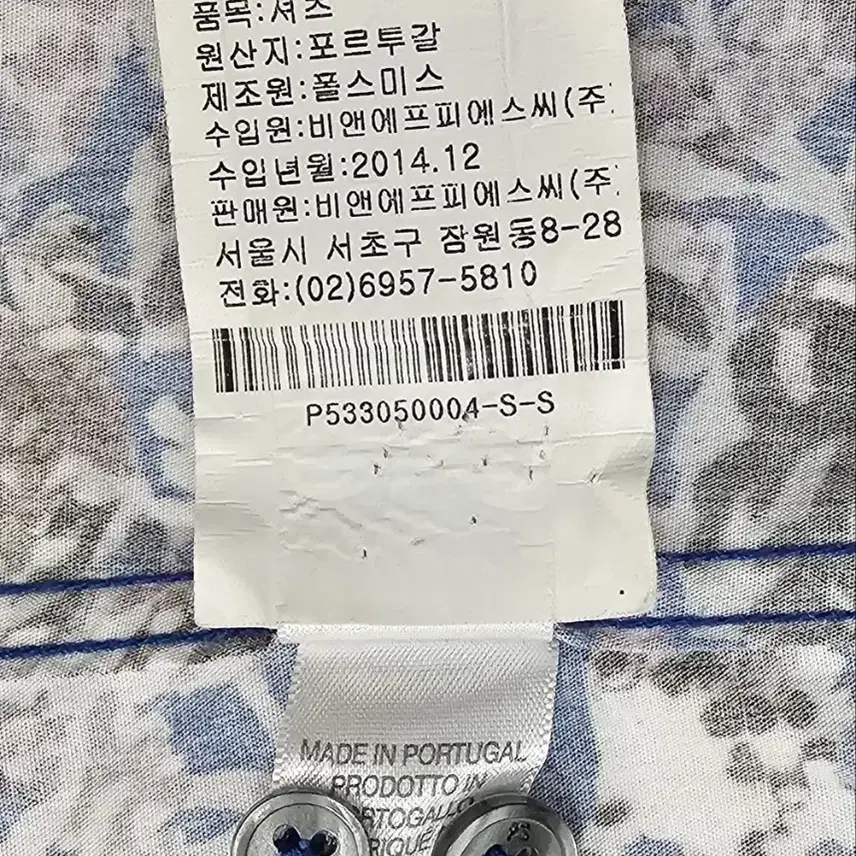 품목:셔츠
원산지:포르투갈
제조원:폴스미스
수입원:비앤에프피에스씨(주
수입년월:2014.12
판매원:비앤에프피에스씨(주
서울시 서초구 잠원동8-28
전화:(02)6957-5810
P533050004-S-S
MADE IN PORTUGAL
PRODOTTO IN
RTOGALLO
RIQUE
PS